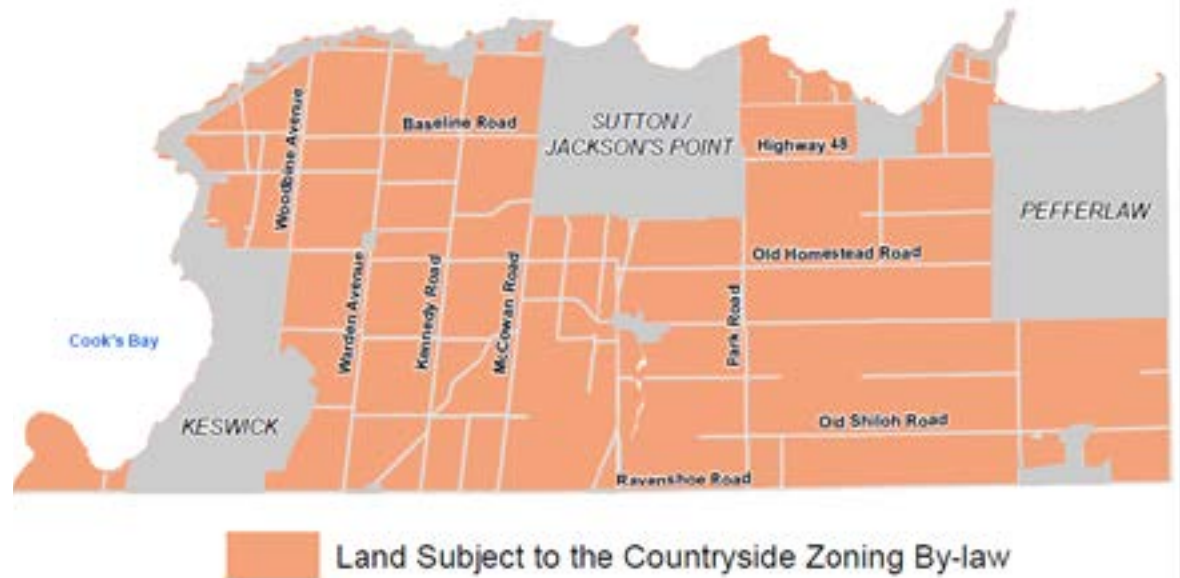 Woodbine Avenue
Baseline Road
SUTTON /
JACKSON'S POINT
Highway 48
PEFFERLAW
Old Homestead Road
Warden Avenue
Kennedy Road
McCowan Road
Park Road
Cook's Bay
KESWICK
Old Shiloh Road
Ravenshoe Road
Land Subject to the Countryside Zoning By-law